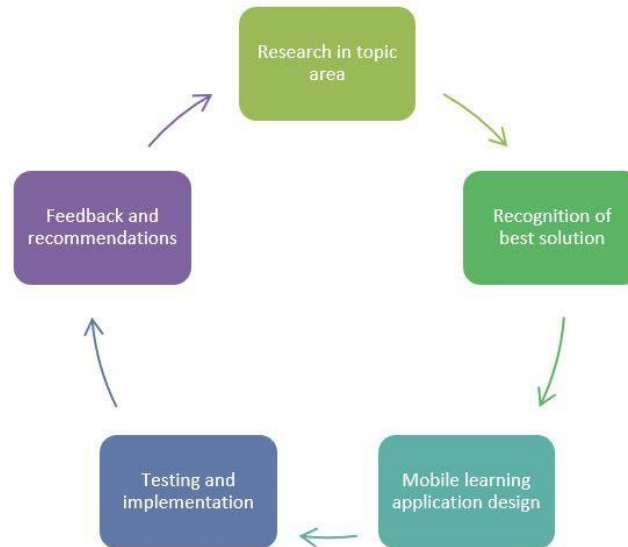 Research in topic
area
Recognition of
best solution
Mobile learning
application design
Testing and
implementation
Feedback and
recommendations